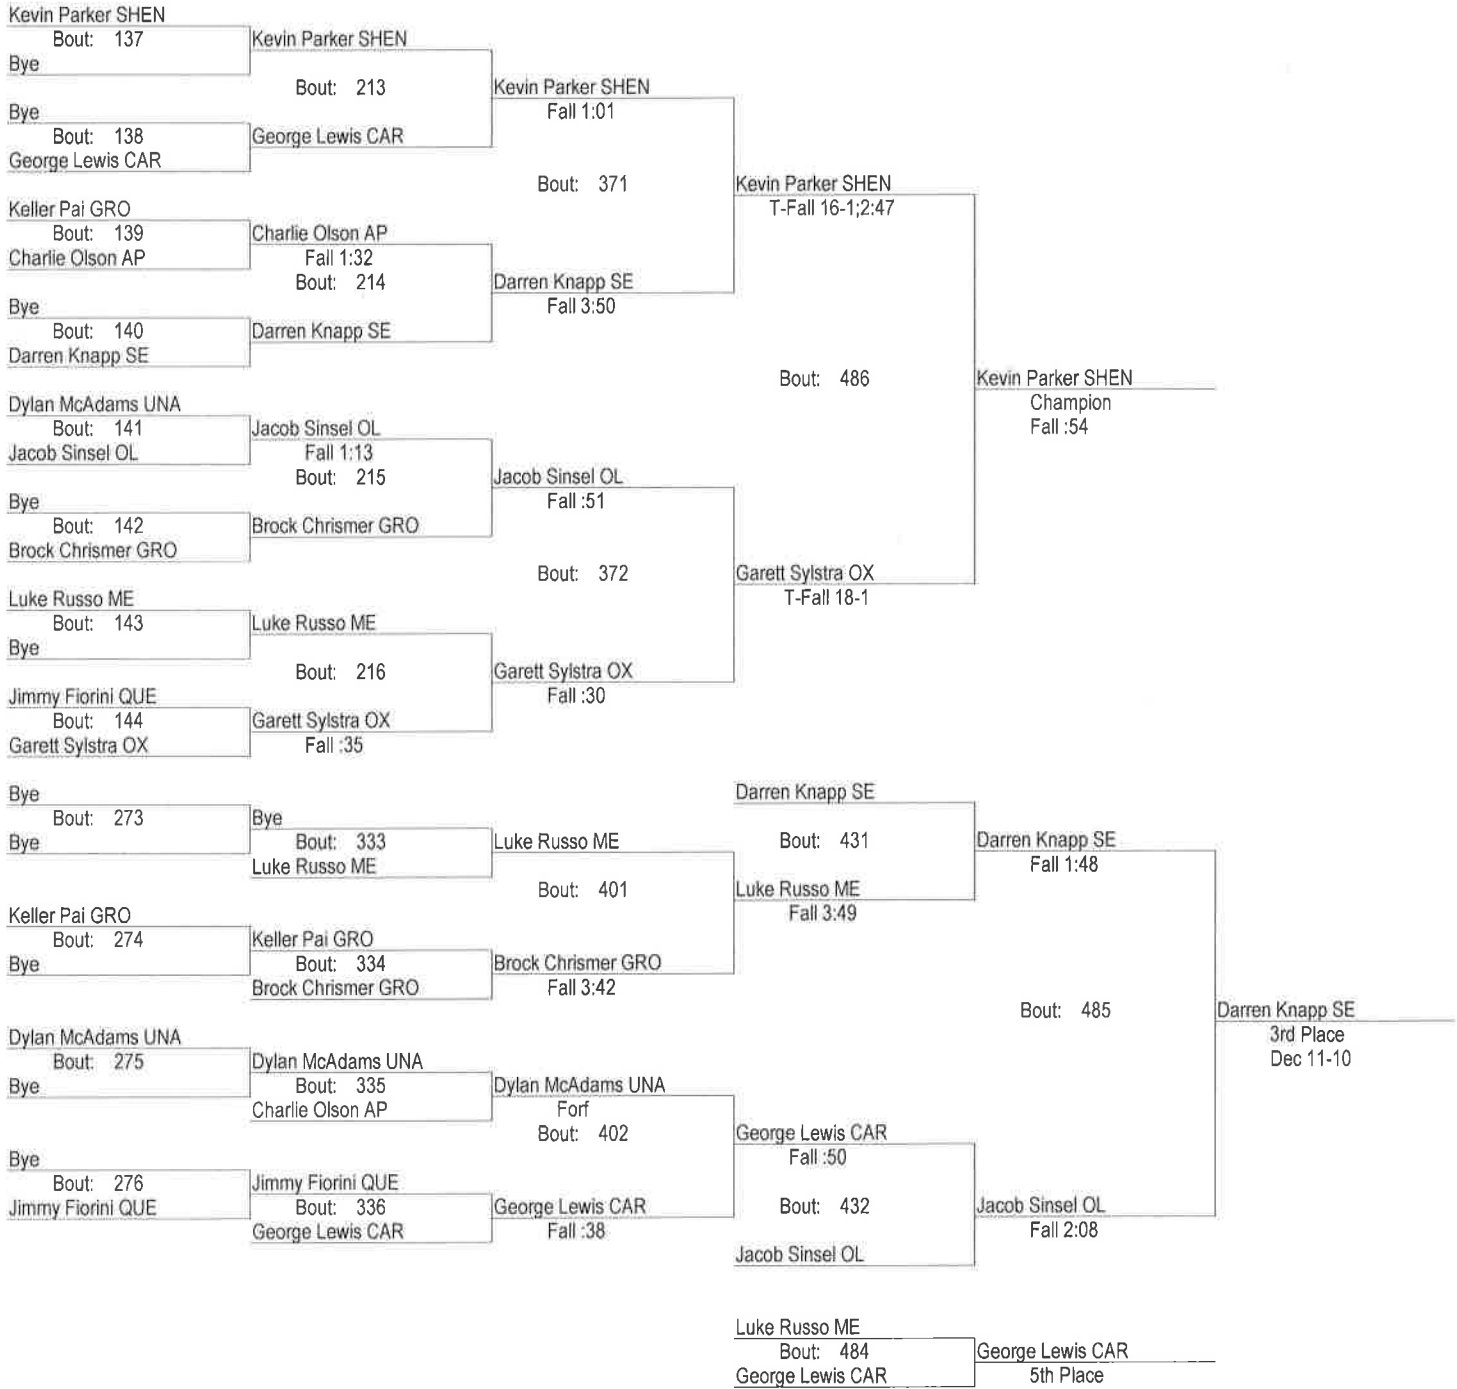 Kevin Parker SHEN
Bout: 137
Bye
Kevin Parker SHEN
Bout: 213
Bye
Bout: 138
George Lewis CAR
George Lewis CAR
Kevin Parker SHEN
Fall 1:01
Bout: 371
Keller Pai GRO
Bout: 139
Charlie Olson AP
Charlie Olson AP
Fall 1:32
Bout: 214
Bye
Bout: 140
Darren Knapp SE
Darren Knapp SE
Darren Knapp SE
Fall 3:50
Kevin Parker SHEN
T-Fall 16-1;2:47
Bout: 486
Dylan McAdams UNA
Bout: 141
Jacob Sinsel OL
Jacob Sinsel OL
Fall 1:13
Bout: 215
Bye
Bout: 142
Brock Chrismer GRO
Brock Chrismer GRO
Jacob Sinsel OL
Fall :51
Bout: 372
Luke Russo ME
Bout: 143
Bye
Luke Russo ME
Bout: 216
Jimmy Fiorini QUE
Bout: 144
Garett Sylstra OX
Garett Sylstra OX
Fall :35
Garett Sylstra OX
Fall :30
Garett Sylstra OX
T-Fall 18-1
Kevin Parker SHEN
Champion
Fall :54
Bye
Bout: 273
Bye
Bye
Bout: 333
Luke Russo ME
Luke Russo ME
Bout: 401
Keller Pai GRO
Bout: 274
Bye
Keller Pai GRO
Bout: 334
Brock Chrismer GRO
Brock Chrismer GRO
Fall 3:42
Darren Knapp SE
Bout: 431
Luke Russo ME
Fall 3:49
Darren Knapp SE
Fall 1:48
Bout: 485
Dylan McAdams UNA
Bout: 275
Bye
Dylan McAdams UNA
Bout: 335
Charlie Olson AP
Dylan McAdams UNA
Forf
Bout: 402
Bye
Bout: 276
Jimmy Fiorini QUE
Jimmy Fiorini QUE
Bout: 336
George Lewis CAR
George Lewis CAR
Fall :38
George Lewis CAR
Fall :50
Bout: 432
Jacob Sinsel OL
Jacob Sinsel OL
Fall 2:08
Darren Knapp SE
3rd Place
Dec 11-10
Luke Russo ME
Bout: 484
George Lewis CAR
George Lewis CAR
5th Place